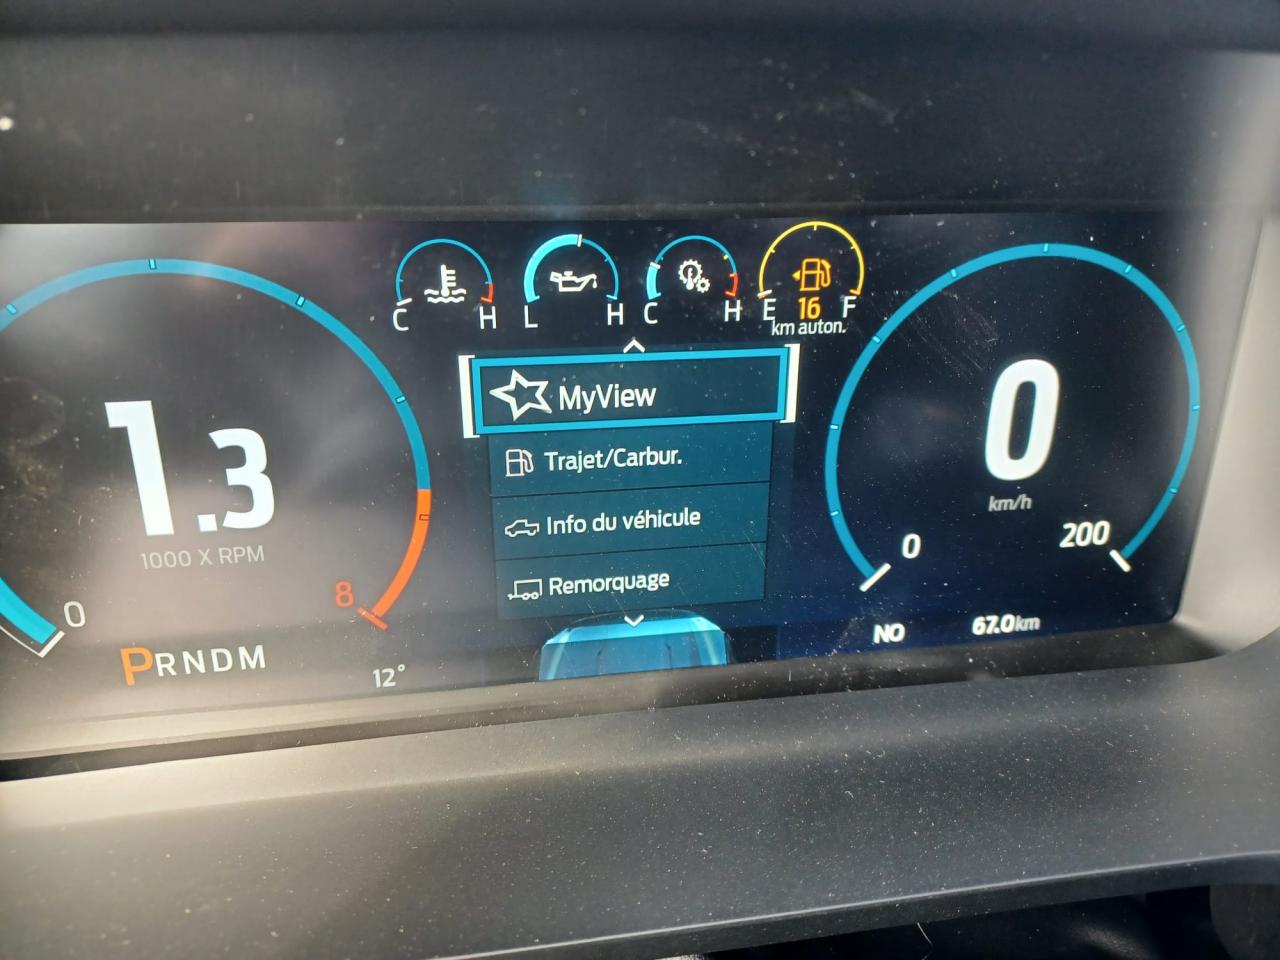 C H
L H
C H
E 16 F
km auton.
MyView
Trajet/Carbur.
Info du véhicule
Remorquage
1.3
1000 X RPM
0
8
PRNDM
12°
0
km/h
0
200
NO
67.0km